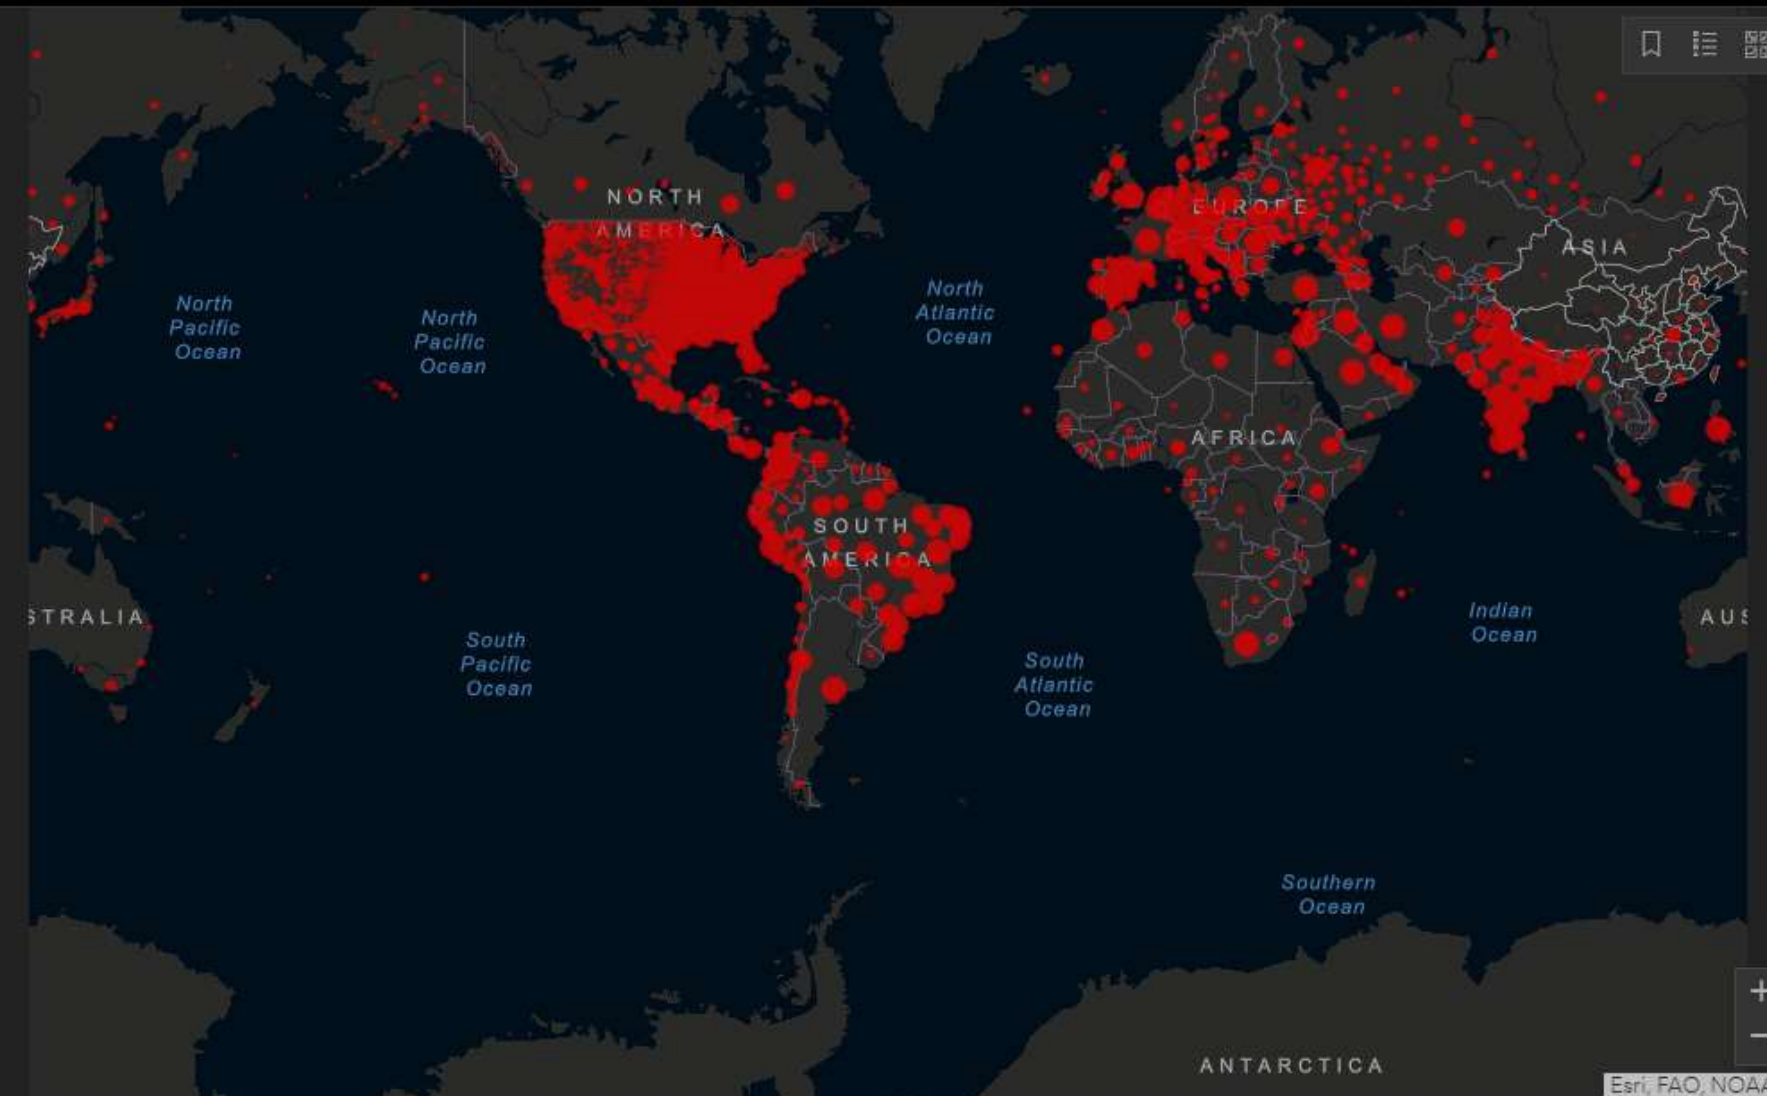 NORTH
AMERICA
EUROPE
ASIA
North
Pacific
Ocean
North
Pacific
Ocean
North
Atlantic
Ocean
AFRICA
SOUTH
AMERICA
STRALIA
South
Pacific
Ocean
South
Atlantic
Ocean
Indian
Ocean
AUS
Southern
Ocean
ANTARCTICA
+
−
Esri, FAO, NOAA